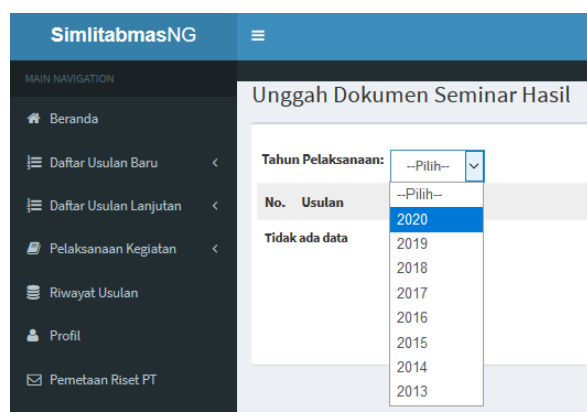 SimlitabmasNG
MAIN NAVIGATION
Beranda
Daftar Usulan Baru
Daftar Usulan Lanjutan
Pelaksanaan Kegiatan
Riwayat Usulan
Profil
Pemetaan Riset PT
Unggah Dokumen Seminar Hasil
Tahun Pelaksanaan: --Pilih--
No. Usulan
Tidak ada data
--Pilih--
2020
2019
2018
2017
2016
2015
2014
2013